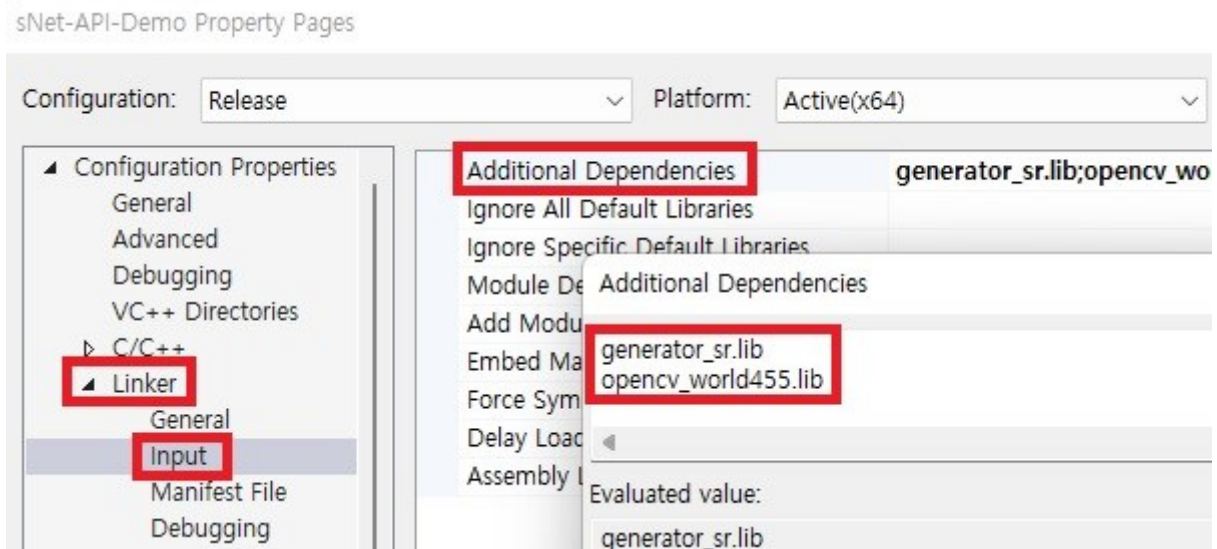 sNet-API-Demo Property Pages
Configuration: Release Platform: Active(x64)
Configuration Properties
General
Advanced
Debugging
VC++ Directories
C/C++
Linker
General
Input
Manifest File
Debugging
Additional Dependencies generator_sr.lib;opencv_wo
Ignore All Default Libraries
Ignore Specific Default Libraries
Module De
Add Modu
Embed Ma
Force Sym
Delay Load
Assembly L
Additional Dependencies
generator_sr.lib
opencv_world455.lib
Evaluated value:
generator_sr.lib